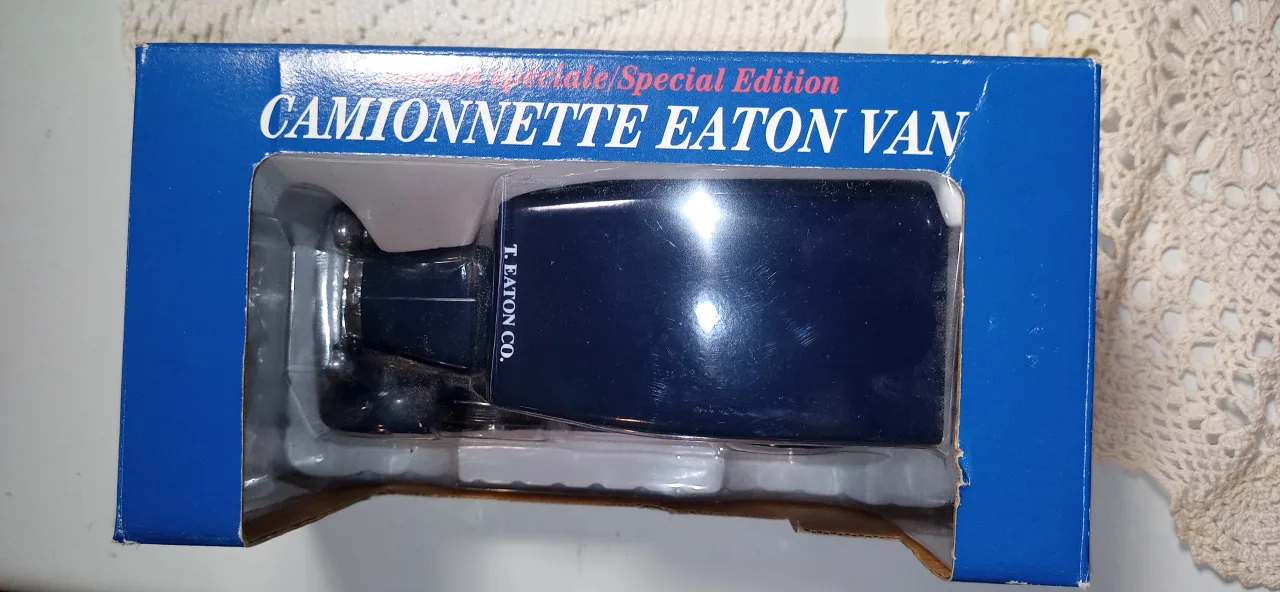 spéciale/Special Edition
CAMIONNETTE EATON VAN
T. EATON CO.